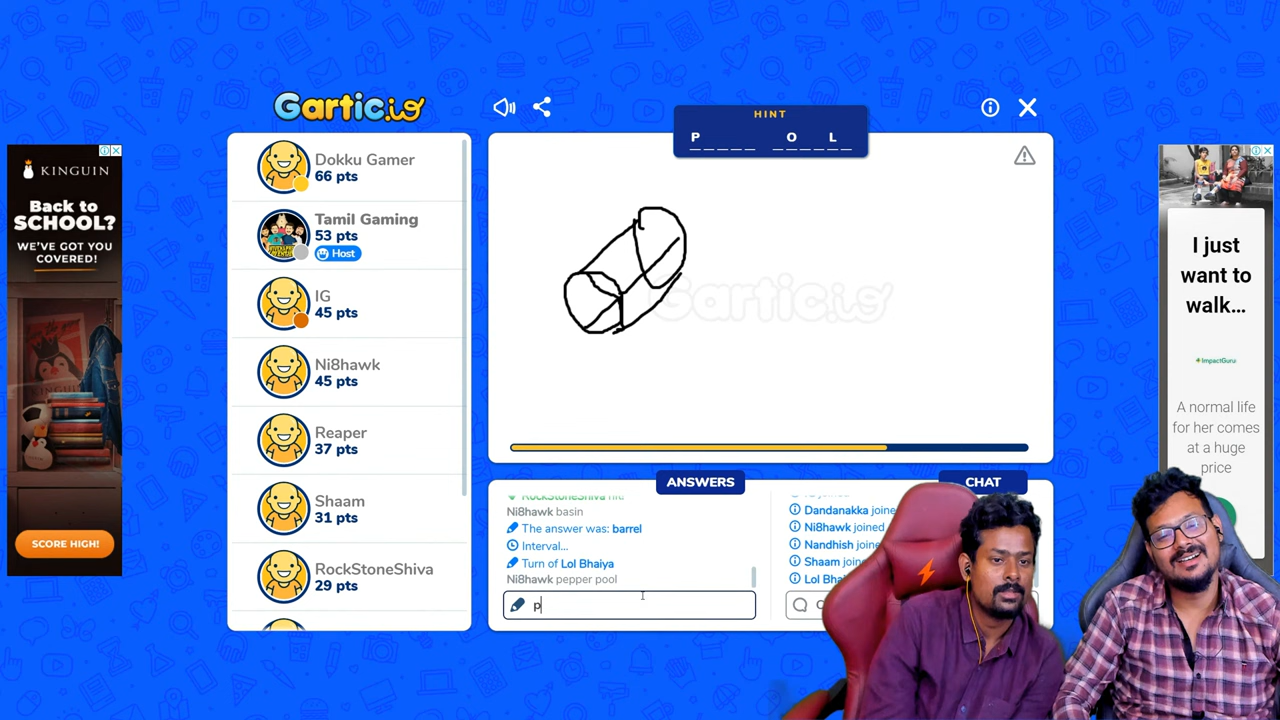 Gartic.io
HINT
P _ _ _ _ _ O _ L _
Dokku Gamer
66 pts
Tamil Gaming
53 pts
Host
IG
45 pts
Ni8hawk
45 pts
Reaper
37 pts
Shaam
31 pts
RockStoneShiva
29 pts
Gartic.io
ANSWERS
RockStoneShiva
Ni8hawk basin
The answer was: barrel
Interval...
Turn of Lol Bhaiya
Ni8hawk pepper pool
p
CHAT
Dandanakka joine
Ni8hawk joined
Nandhish joine
Shaam join
Lol Bha
KINGUIN
Back to
SCHOOL?
WE'VE GOT YOU
COVERED!
SCORE HIGH!
I just
want to
walk...
ImpactGuru
A normal life
for her comes
at a huge
price